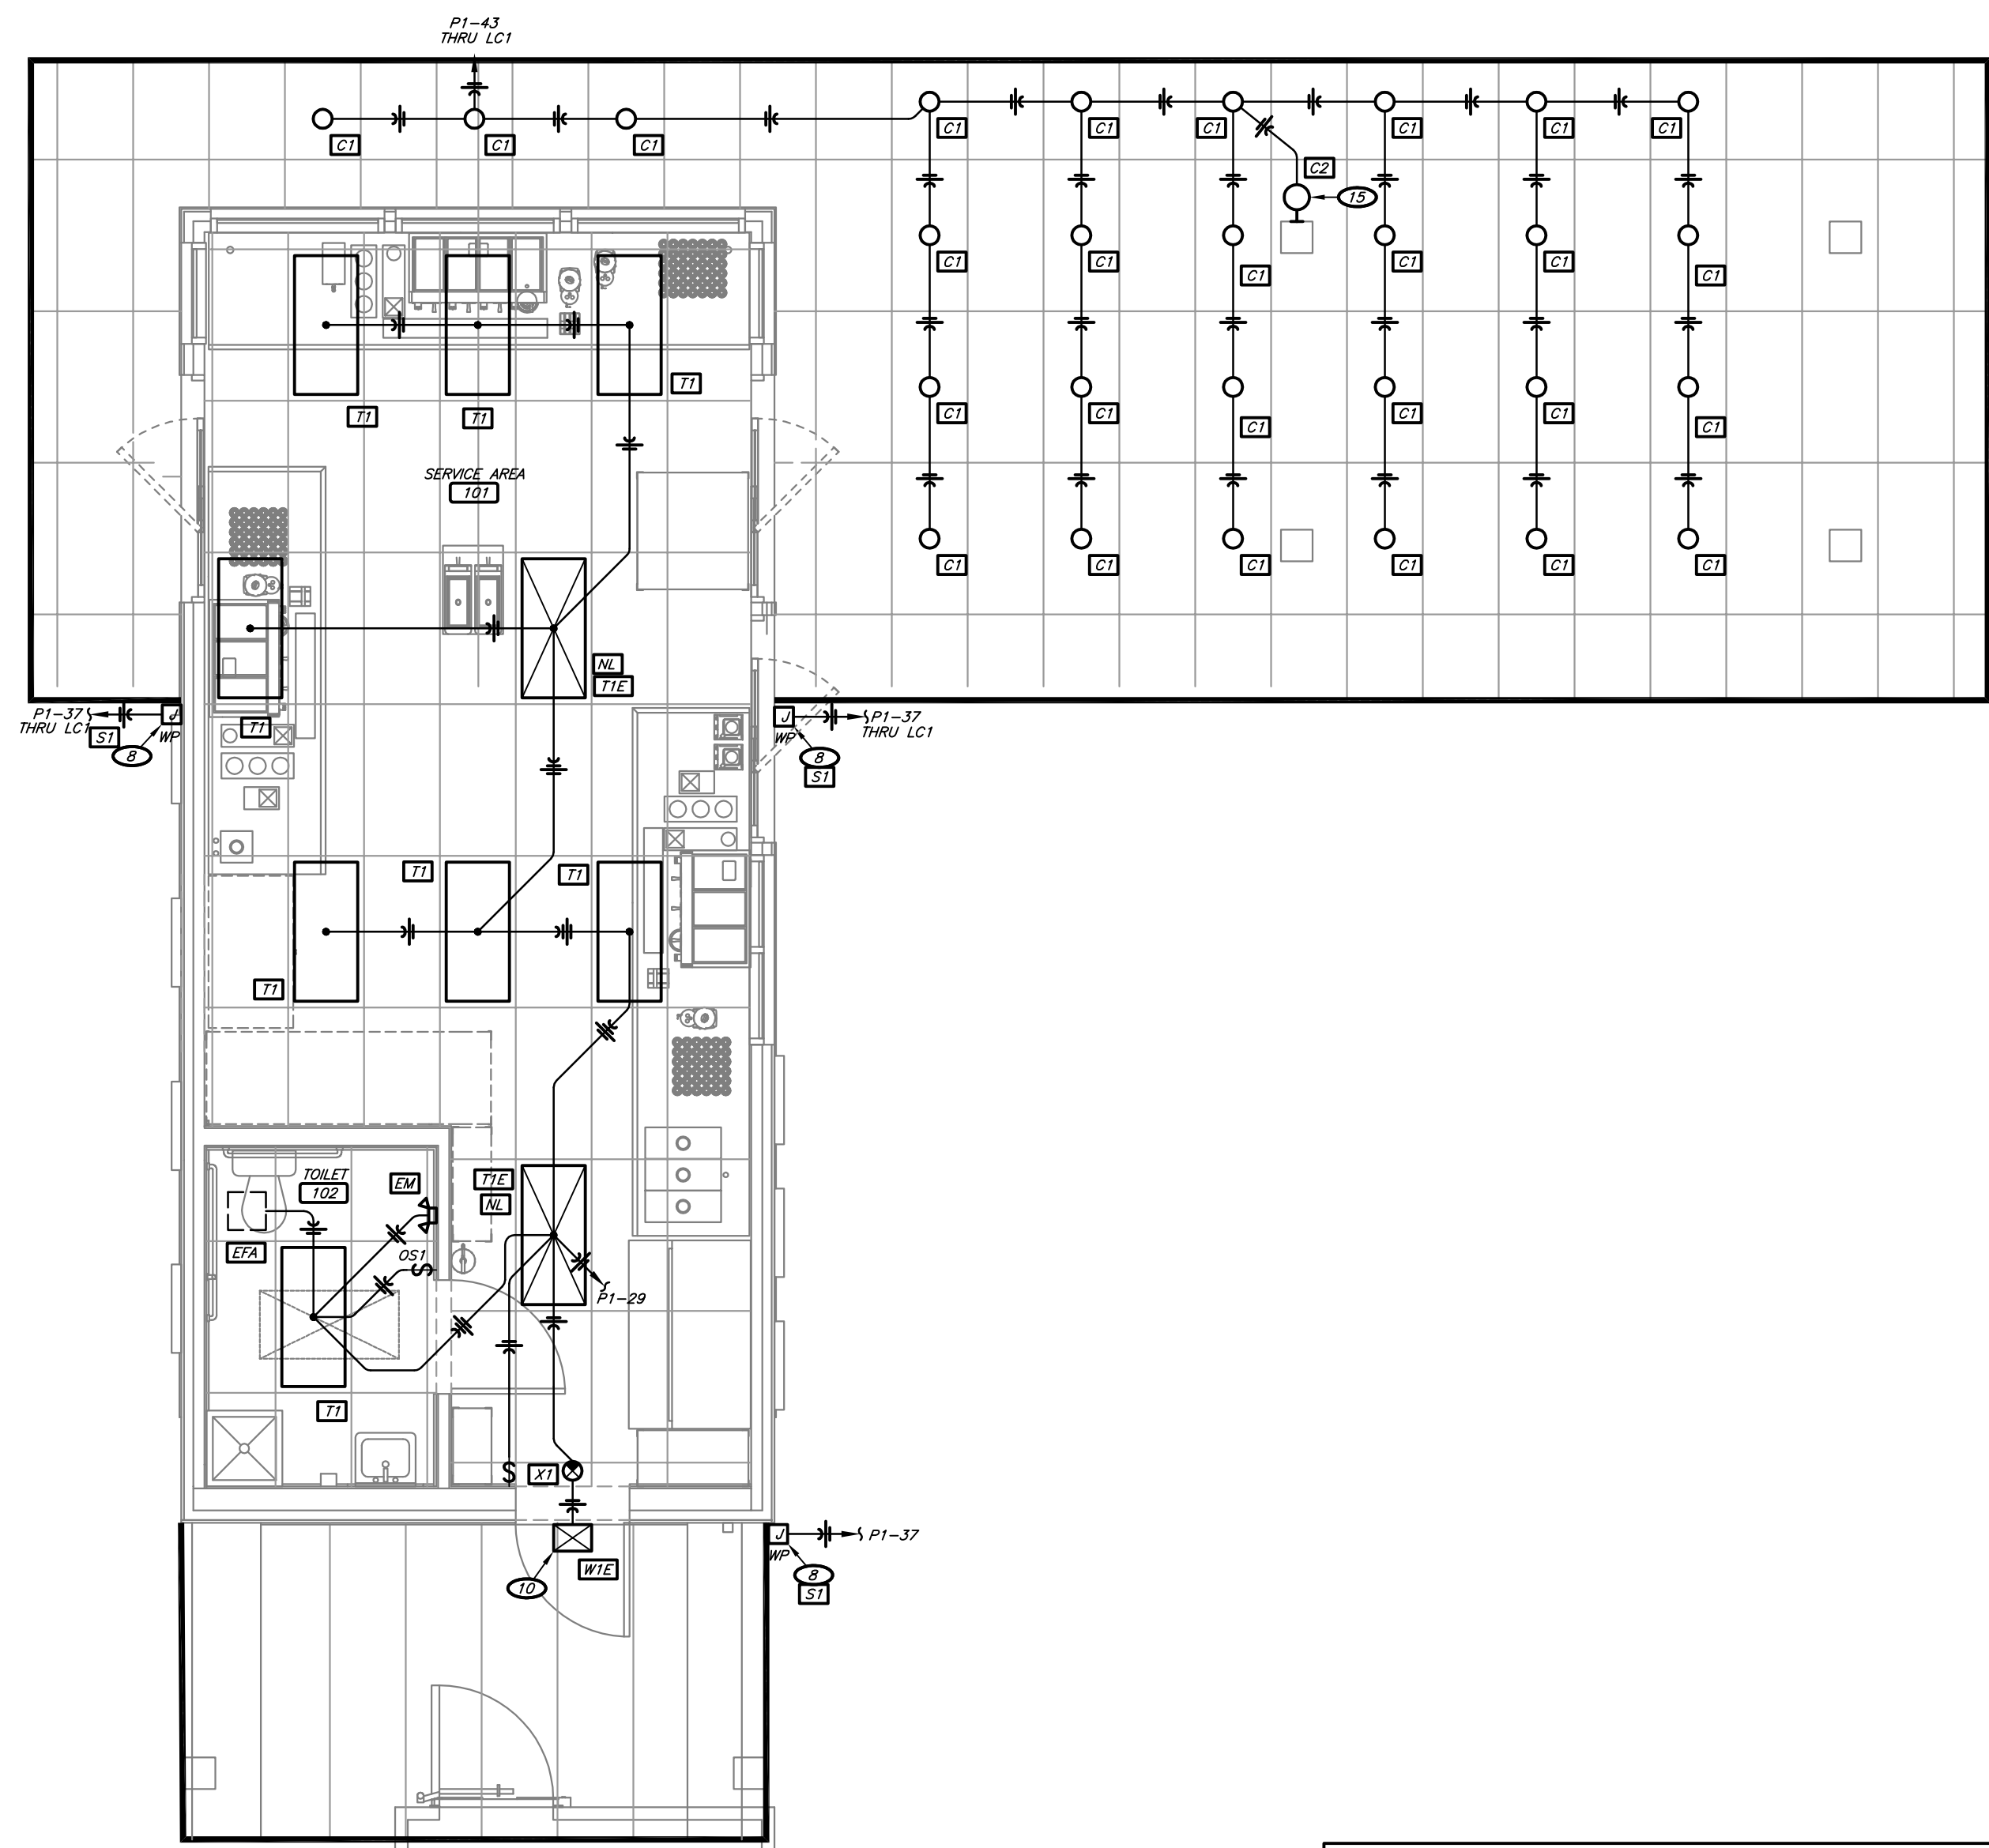 P1-43
THRU LC1
C1
C1
C1
C1
C1
C1
C1
C1
C1
C2
15
C1
C1
C1
C1
C1
C1
T1
T1
T1
C1
C1
C1
C1
C1
C1
SERVICE AREA
101
C1
C1
C1
C1
C1
C1
NL
T1E
P1-37
THRU LC1
S1
8
J
WP
T1
J
WP
P1-37
THRU LC1
8
S1
T1
T1
T1
TOILET
102
EM
T1E
NL
EFA
OS1
P1-29
T1
S
X1
J
WP
P1-37
W1E
10
8
S1